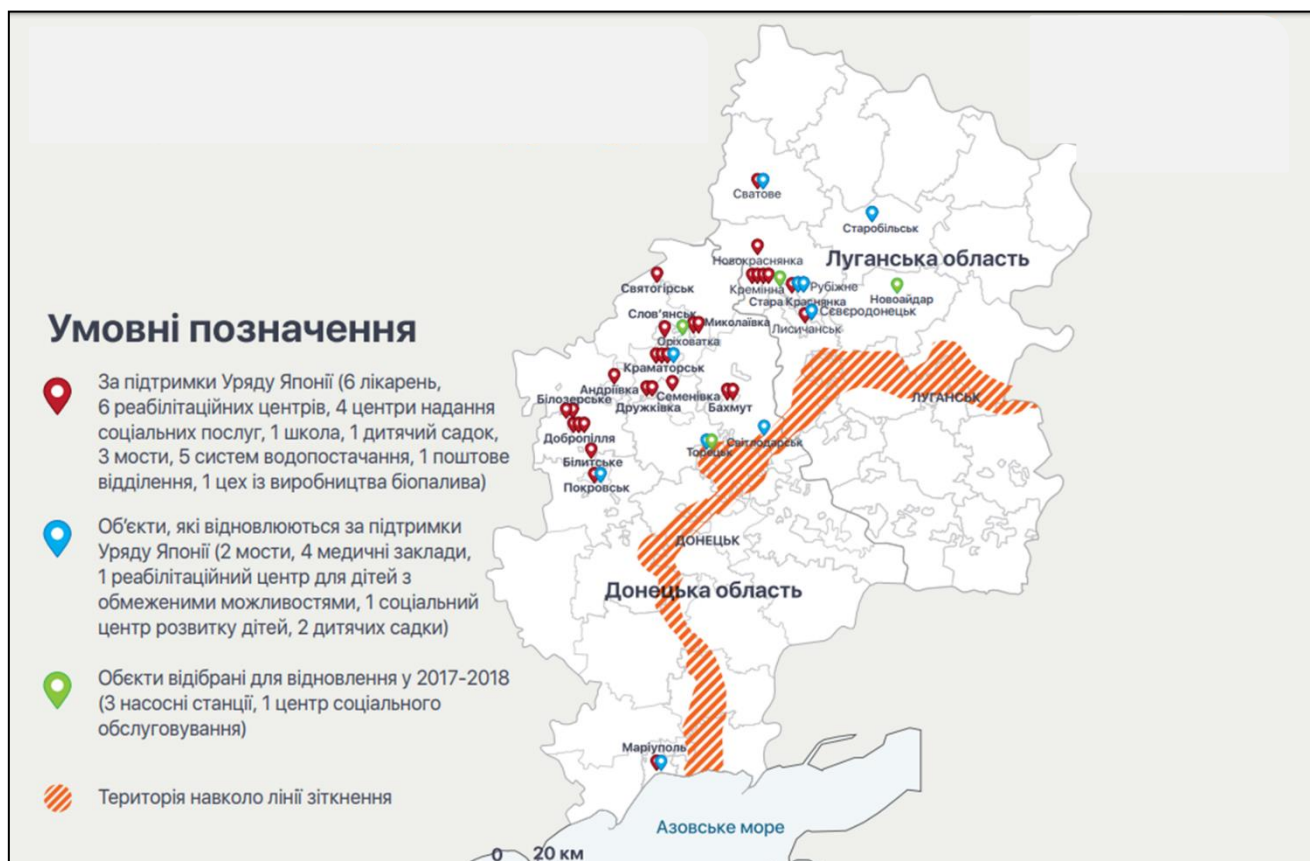 Сватове
Старобільськ
Новокраснянка
Луганська область
Святогірськ
Кремінна
Рубіжне
Новоайдар
Стара Краснянка
Сєвєродонецьк
Слов'янськ
Миколаївка
Лисичанськ
Умовні позначення
Оріховатка
Краматорськ
За підтримки Уряду Японії (6 лікарень,
6 реабілітаційних центрів, 4 центри надання
соціальних послуг, 1 школа, 1 дитячий садок,
3 мости, 5 систем водопостачання, 1 поштове
відділення, 1 цех із виробництва біопалива)
Андріївка
Семенівка
Білозерське
Дружківка
Бахмут
ЛУГАНСЬК
Добропілля
Світлодарськ
Торецьк
Білитське
Покровськ
Об'єкти, які відновлюються за підтримки
Уряду Японії (2 мости, 4 медичні заклади,
1 реабілітаційний центр для дітей з
обмеженими можливостями, 1 соціальний
центр розвитку дітей, 2 дитячих садки)
ДОНЕЦЬК
Донецька область
Обєкти відібрані для відновлення у 2017-2018
(3 насосні станції, 1 центр соціального
обслуговування)
Маріуполь
Територія навколо лінії зіткнення
Азовське море
0 20 км